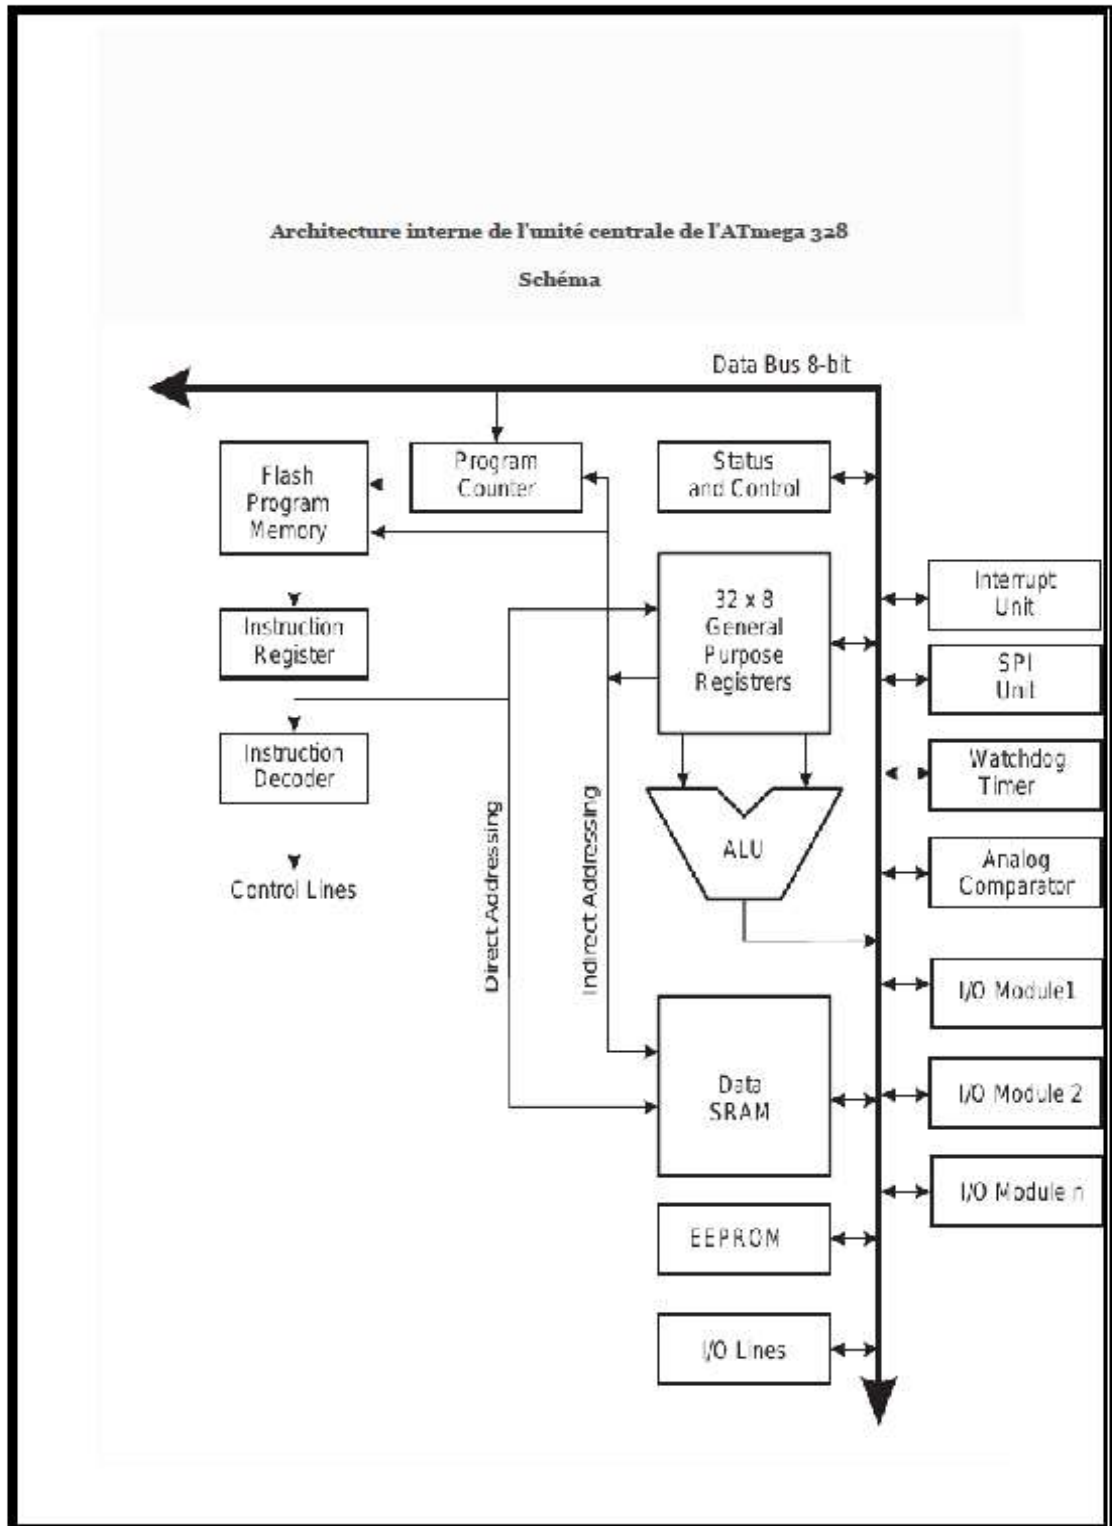 Architecture interne de l'unité centrale de l'ATmega 328
Schéma
Data Bus 8-bit
Flash
Program
Memory
Program
Counter
Status
and Control
Instruction
Register
32 x 8
General
Purpose
Registrers
Interrupt
Unit
SPI
Unit
Instruction
Decoder
Watchdog
Timer
ALU
Analog
Comparator
Control Lines
Direct Addressing
Indirect Addressing
I/O Module1
Data
SRAM
I/O Module 2
I/O Module n
EEPROM
I/O Lines